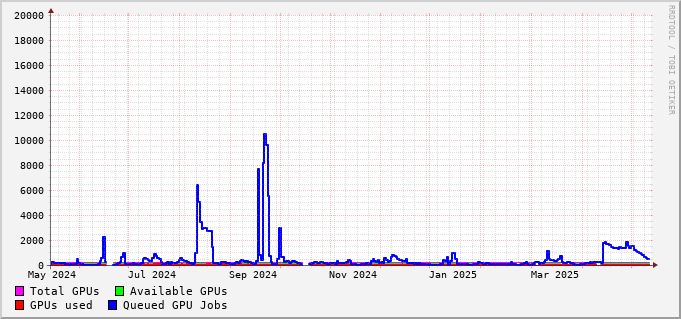 20000
18000
16000
14000
12000
10000
8000
6000
4000
2000
0
May 2024 Jul 2024 Sep 2024 Nov 2024 Jan 2025 Mar 2025
Total GPUs Available GPUs
GPUs used Queued GPU Jobs
RRDTOOL / TOBI OETIKER